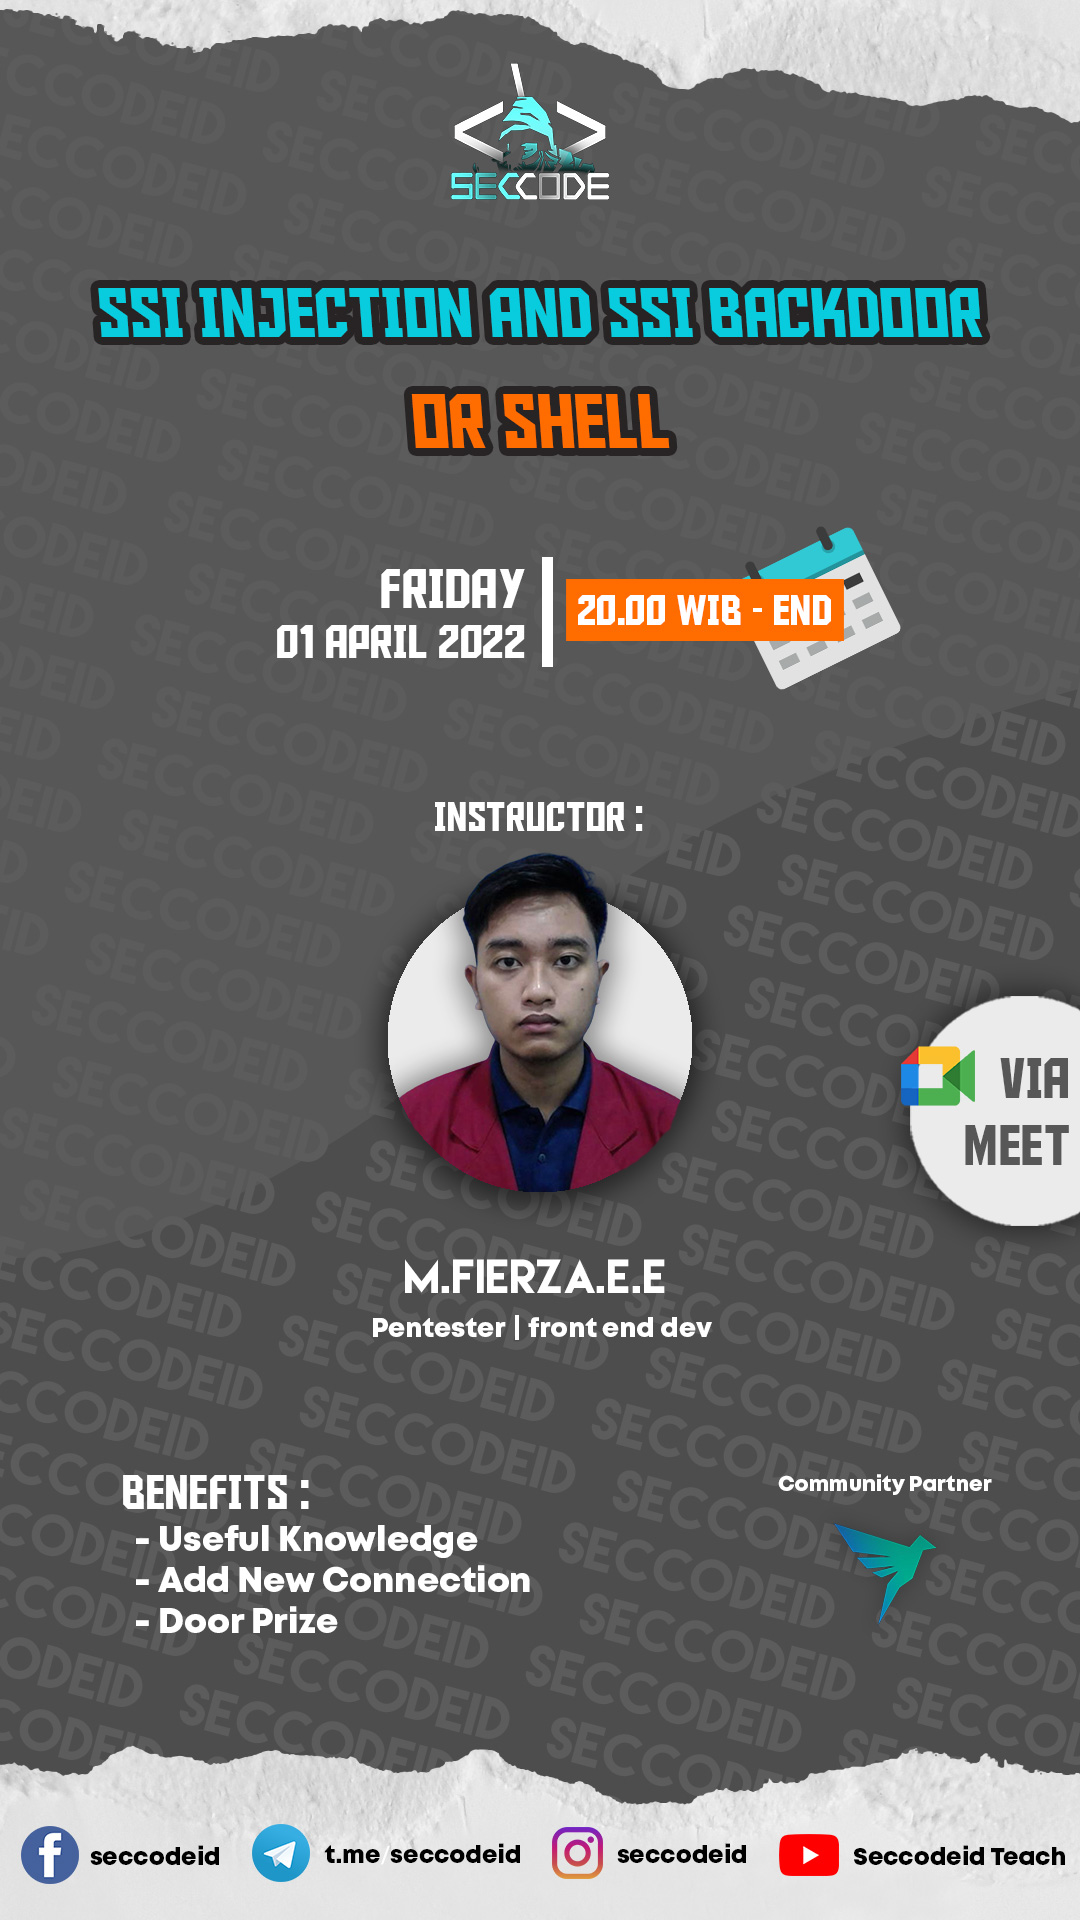 SECCODE
SSI INJECTION AND SSI BACKDOOR
OR SHELL
FRIDAY
01 APRIL 2022
20.00 WIB - END
INSTRUCTOR :
VIA
MEET
M.FIERZA.E.E
Pentester | front end dev
BENEFITS :
- Useful Knowledge
- Add New Connection
- Door Prize
Community Partner
seccodeid
t.me/seccodeid
seccodeid
Seccodeid Teach
SECCODEID